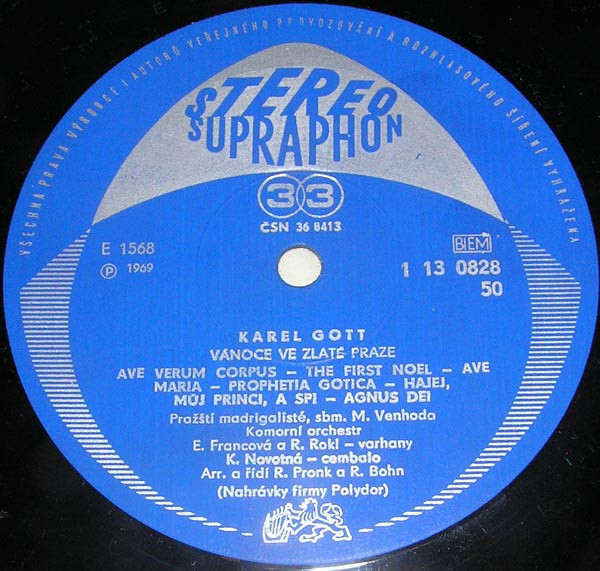 VŠECHNA PRÁVA VÝROBCE I AUTORŮ VEŘEJNÉHO PROVOZOVÁNÍ A ROZHLASOVÉHO ŠÍŘENÍ VYHRAŽENA
STEREO
SUPRAPHON
33
ČSN 36 8413
E 1568
BIEM
℗ 1969
1 13 0828
50
KAREL GOTT
VÁNOCE VE ZLATÉ PRAZE
AVE VERUM CORPUS – THE FIRST NOEL – AVE
MARIA – PROPHETIA GOTICA – HAJEJ,
MŮJ PRINCI, A SPI – AGNUS DEI
Pražští madrigalisté, sbm. M. Venhoda
Komorní orchestr
E. Francová a R. Rokl – varhany
K. Novotná – cembalo
Arr. a řídí R. Pronk a R. Bohn
(Nahrávky firmy Polydor)